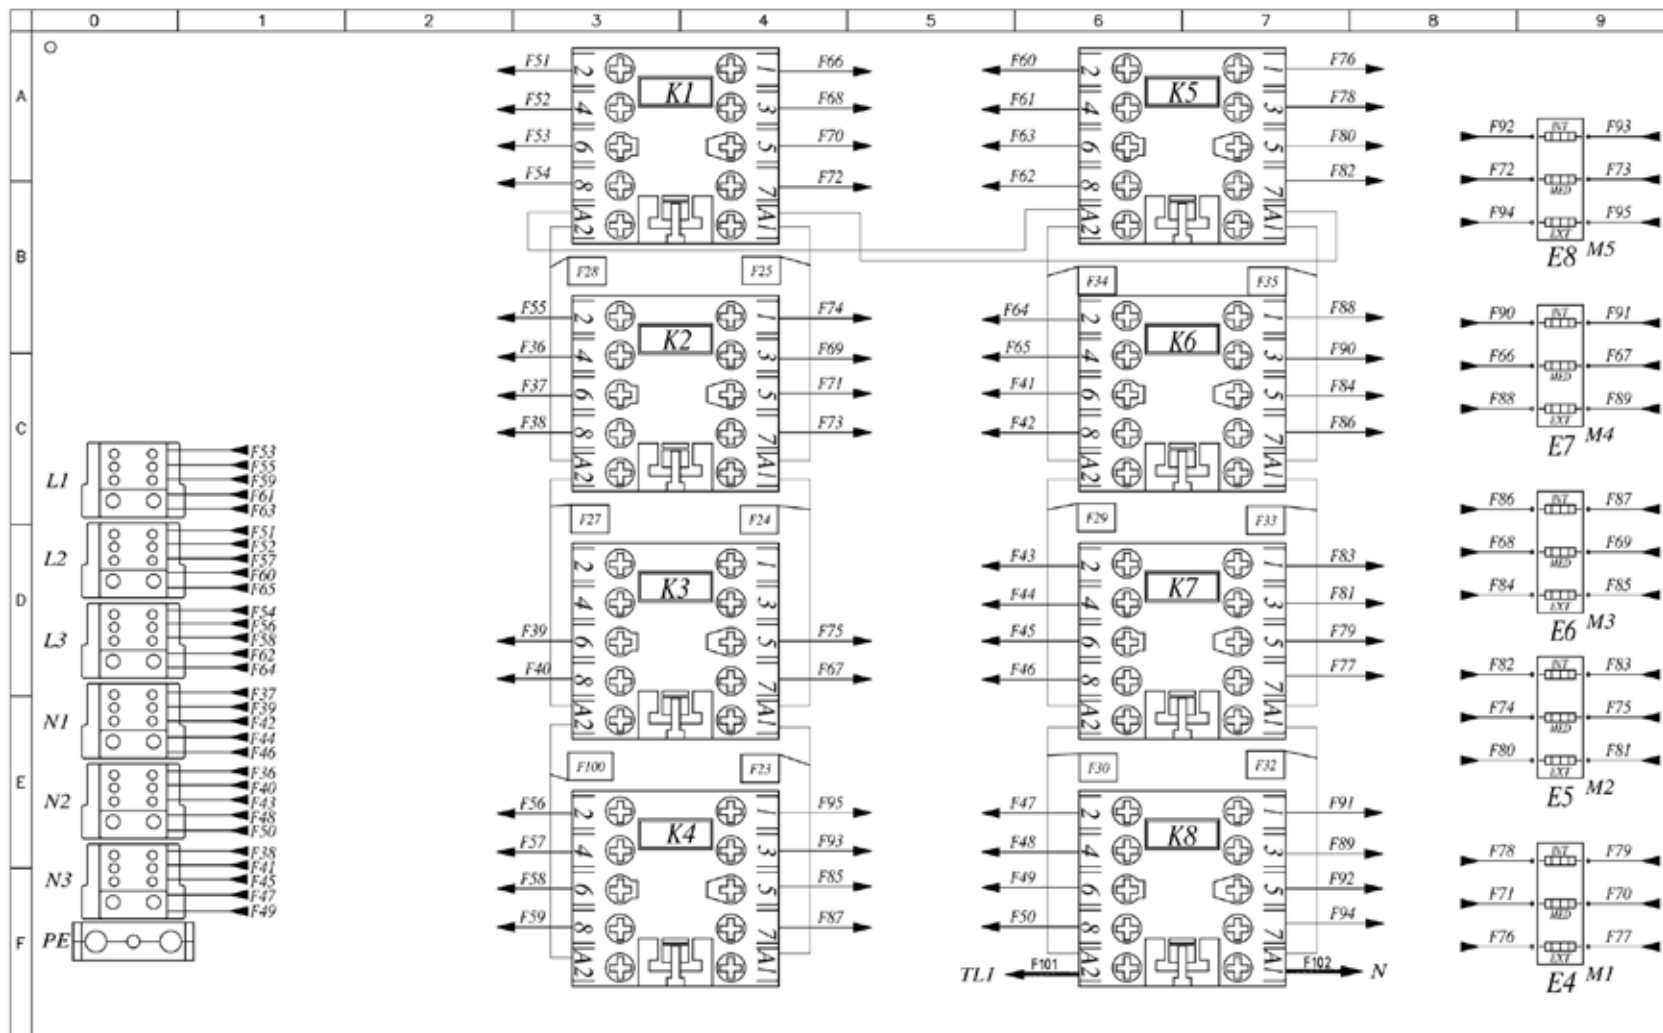 0 1 2 3 4 5 6 7 8 9
A
B
C
D
E
F
F51 2 K1 1 F66
F52 4 3 F68
F53 6 5 F70
F54 8 7 F72
A2 A1
F28 F25
F55 2 K2 1 F74
F36 4 3 F69
F37 6 5 F71
F38 8 7 F73
A2 A1
F27 F24
2 K3 1
4 3
F39 6 5 F75
F40 8 7 F67
A2 A1
F100 F23
F56 2 K4 1 F95
F57 4 3 F93
F58 6 5 F85
F59 8 7 F87
A2 A1
F60 2 K5 1 F76
F61 4 3 F78
F63 6 5 F80
F62 8 7 F82
A2 A1
F34 F35
F64 2 K6 1 F88
F65 4 3 F90
F41 6 5 F84
F42 8 7 F86
A2 A1
F29 F33
F43 2 K7 1 F83
F44 4 3 F81
F45 6 5 F79
F46 8 7 F77
A2 A1
F30 F32
F47 2 K8 1 F91
F48 4 3 F89
F49 6 5 F92
F50 8 7 F94
TL1 F101 A2 A1 F102 N
L1
F53
F55
F59
F61
F63
L2
F51
F52
F57
F60
F65
L3
F54
F56
F58
F62
F64
N1
F37
F39
F42
F44
F46
N2
F36
F40
F43
F48
F50
N3
F38
F41
F45
F47
F49
PE
F92 INT F93
F72 MED F73
F94 EXT F95
E8 M5
F90 INT F91
F66 MED F67
F88 EXT F89
E7 M4
F86 INT F87
F68 MED F69
F84 EXT F85
E6 M3
F82 INT F83
F74 MED F75
F80 EXT F81
E5 M2
F78 INT F79
F71 MED F70
F76 EXT F77
E4 M1